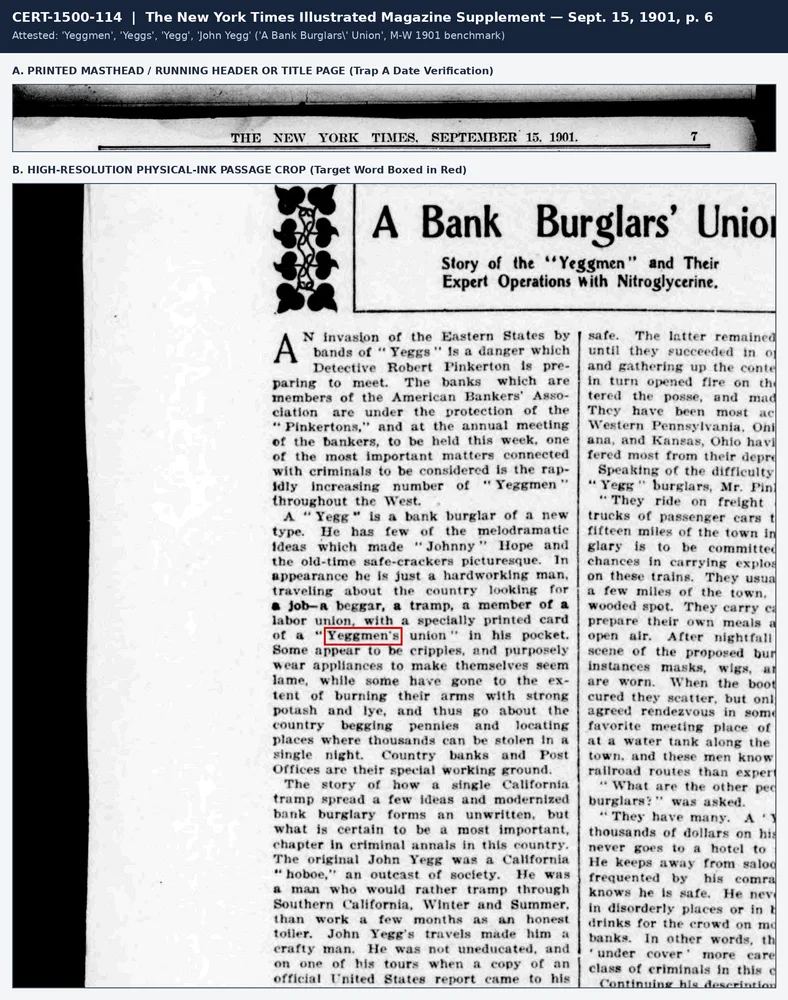 CERT-1500-114 | The New York Times Illustrated Magazine Supplement — Sept. 15, 1901, p. 6
Attested: 'Yeggmen', 'Yeggs', 'Yegg', 'John Yegg' ('A Bank Burglars\' Union', M-W 1901 benchmark)
A. PRINTED MASTHEAD / RUNNING HEADER OR TITLE PAGE (Trap A Date Verification)
THE NEW YORK TIMES, SEPTEMBER 15, 1901. 7
B. HIGH-RESOLUTION PHYSICAL-INK PASSAGE CROP (Target Word Boxed in Red)
A Bank Burglars' Union
Story of the "Yeggmen" and Their
Expert Operations With Nitroglycerine.
AN invasion of the Eastern States by
bands of "Yeggs" is a danger which
Detective Robert Pinkerton is pre-
paring to meet. The banks which are
members of the American Bankers' Asso-
ciation are under the protection of the
"Pinkertons," and at the annual meeting
of the bankers, to be held this week, one
of the most important matters connected
with criminals to be considered is the rap-
idly increasing number of "Yeggmen"
throughout the West.
A "Yegg" is a bank burglar of a new
type. He has few of the melodramatic
ideas which made "Johnny" Hope and
the old-time safe-crackers picturesque. In
appearance he is just a hardworking man,
traveling about the country looking for
a job—a beggar, a tramp, a member of a
labor union, with a specially printed card
of a "Yeggmen's union" in his pocket.
Some appear to be cripples, and purposely
wear appliances to make themselves seem
lame, while some have gone to the ex-
tent of burning their arms with strong
potash and lye, and thus go about the
country begging pennies and locating
places where thousands can be stolen in a
single night. Country banks and Post
Offices are their special working ground.
The story of how a single California
tramp spread a few ideas and modernized
bank burglary forms an unwritten, but
what is certain to be a most important,
chapter in criminal annals in this country.
The original John Yegg was a California
"hoboe," an outcast of society. He was
a man who would rather tramp through
Southern California, Winter and Summer,
than work a few months as an honest
toiler. John Yegg's travels made him a
crafty man. He was not uneducated, and
on one of his tours when a copy of an
official United States report came to his
safe. The latter remained
until they succeeded in
and gathering up the
in turn opened fire on
tered the posse, and
They have been most
Western Pennsylvania,
ana, and Kansas, Ohio
fered most from their
Speaking of the difficulty
"Yegg" burglars, Mr.
"They ride on freight
trucks of passenger cars
fifteen miles of the town
glary is to be committed
chances in carrying
on these trains. They
a few miles of the town,
wooded spot. They carry
prepare their own meals
open air. After nightfall
scene of the proposed
instances masks, wigs,
are worn. When the
cured they scatter, but
agreed rendezvous in
favorite meeting place of
at a water tank along the
town, and these men know
railroad routes than
"What are the other
burglars?" was asked.
"They have many. A
thousands of dollars on
never goes to a hotel to
He keeps away from
frequented by his
knows he is safe. He
in disorderly places or in
drinks for the crowd on
banks. In other words,
'under cover' more
class of criminals in this
Continuing his